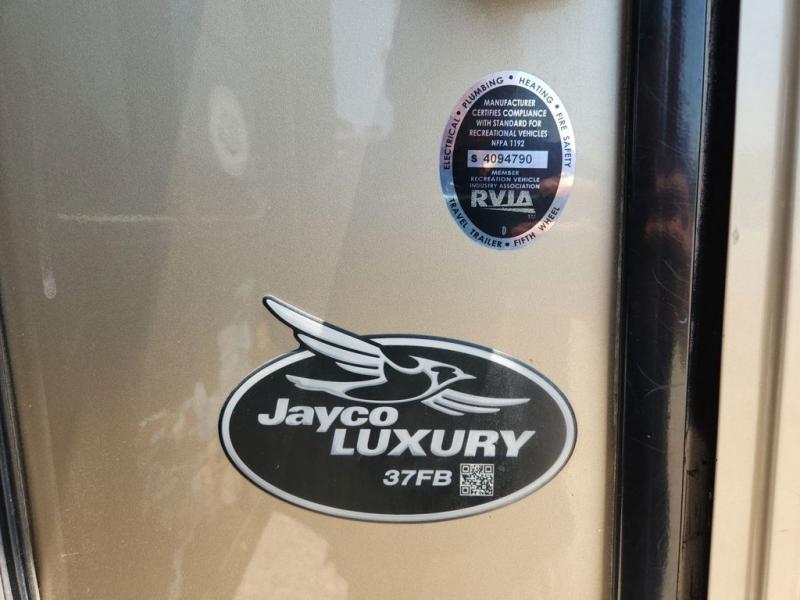 ELECTRICAL • PLUMBING • HEATING • FIRE SAFETY
MANUFACTURER
CERTIFIES COMPLIANCE
WITH STANDARD FOR
RECREATIONAL VEHICLES
NFPA 1192
S 4094790
MEMBER
RECREATION VEHICLE
INDUSTRY ASSOCIATION
RVIA
D
TRAVEL TRAILER • FIFTH WHEEL
Jayco
LUXURY
37FB